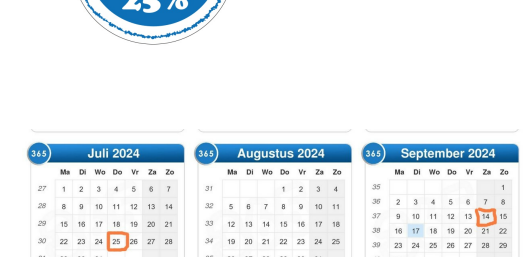 25%
365 Juli 2024 365 Augustus 2024 365 September 2024
Ma Di Wo Do Vr Za Zo Ma Di Wo Do Vr Za Zo Ma Di Wo Do Vr Za Zo
27 1 2 3 4 5 6 7 31 1 2 3 4 35 1
28 8 9 10 11 12 13 14 32 5 6 7 8 9 10 11 36 2 3 4 5 6 7 8
29 15 16 17 18 19 20 21 33 12 13 14 15 16 17 18 37 9 10 11 12 13 14 15
30 22 23 24 25 26 27 28 34 19 20 21 22 23 24 25 38 16 17 18 19 20 21 22
39 23 24 25 26 27 28 29